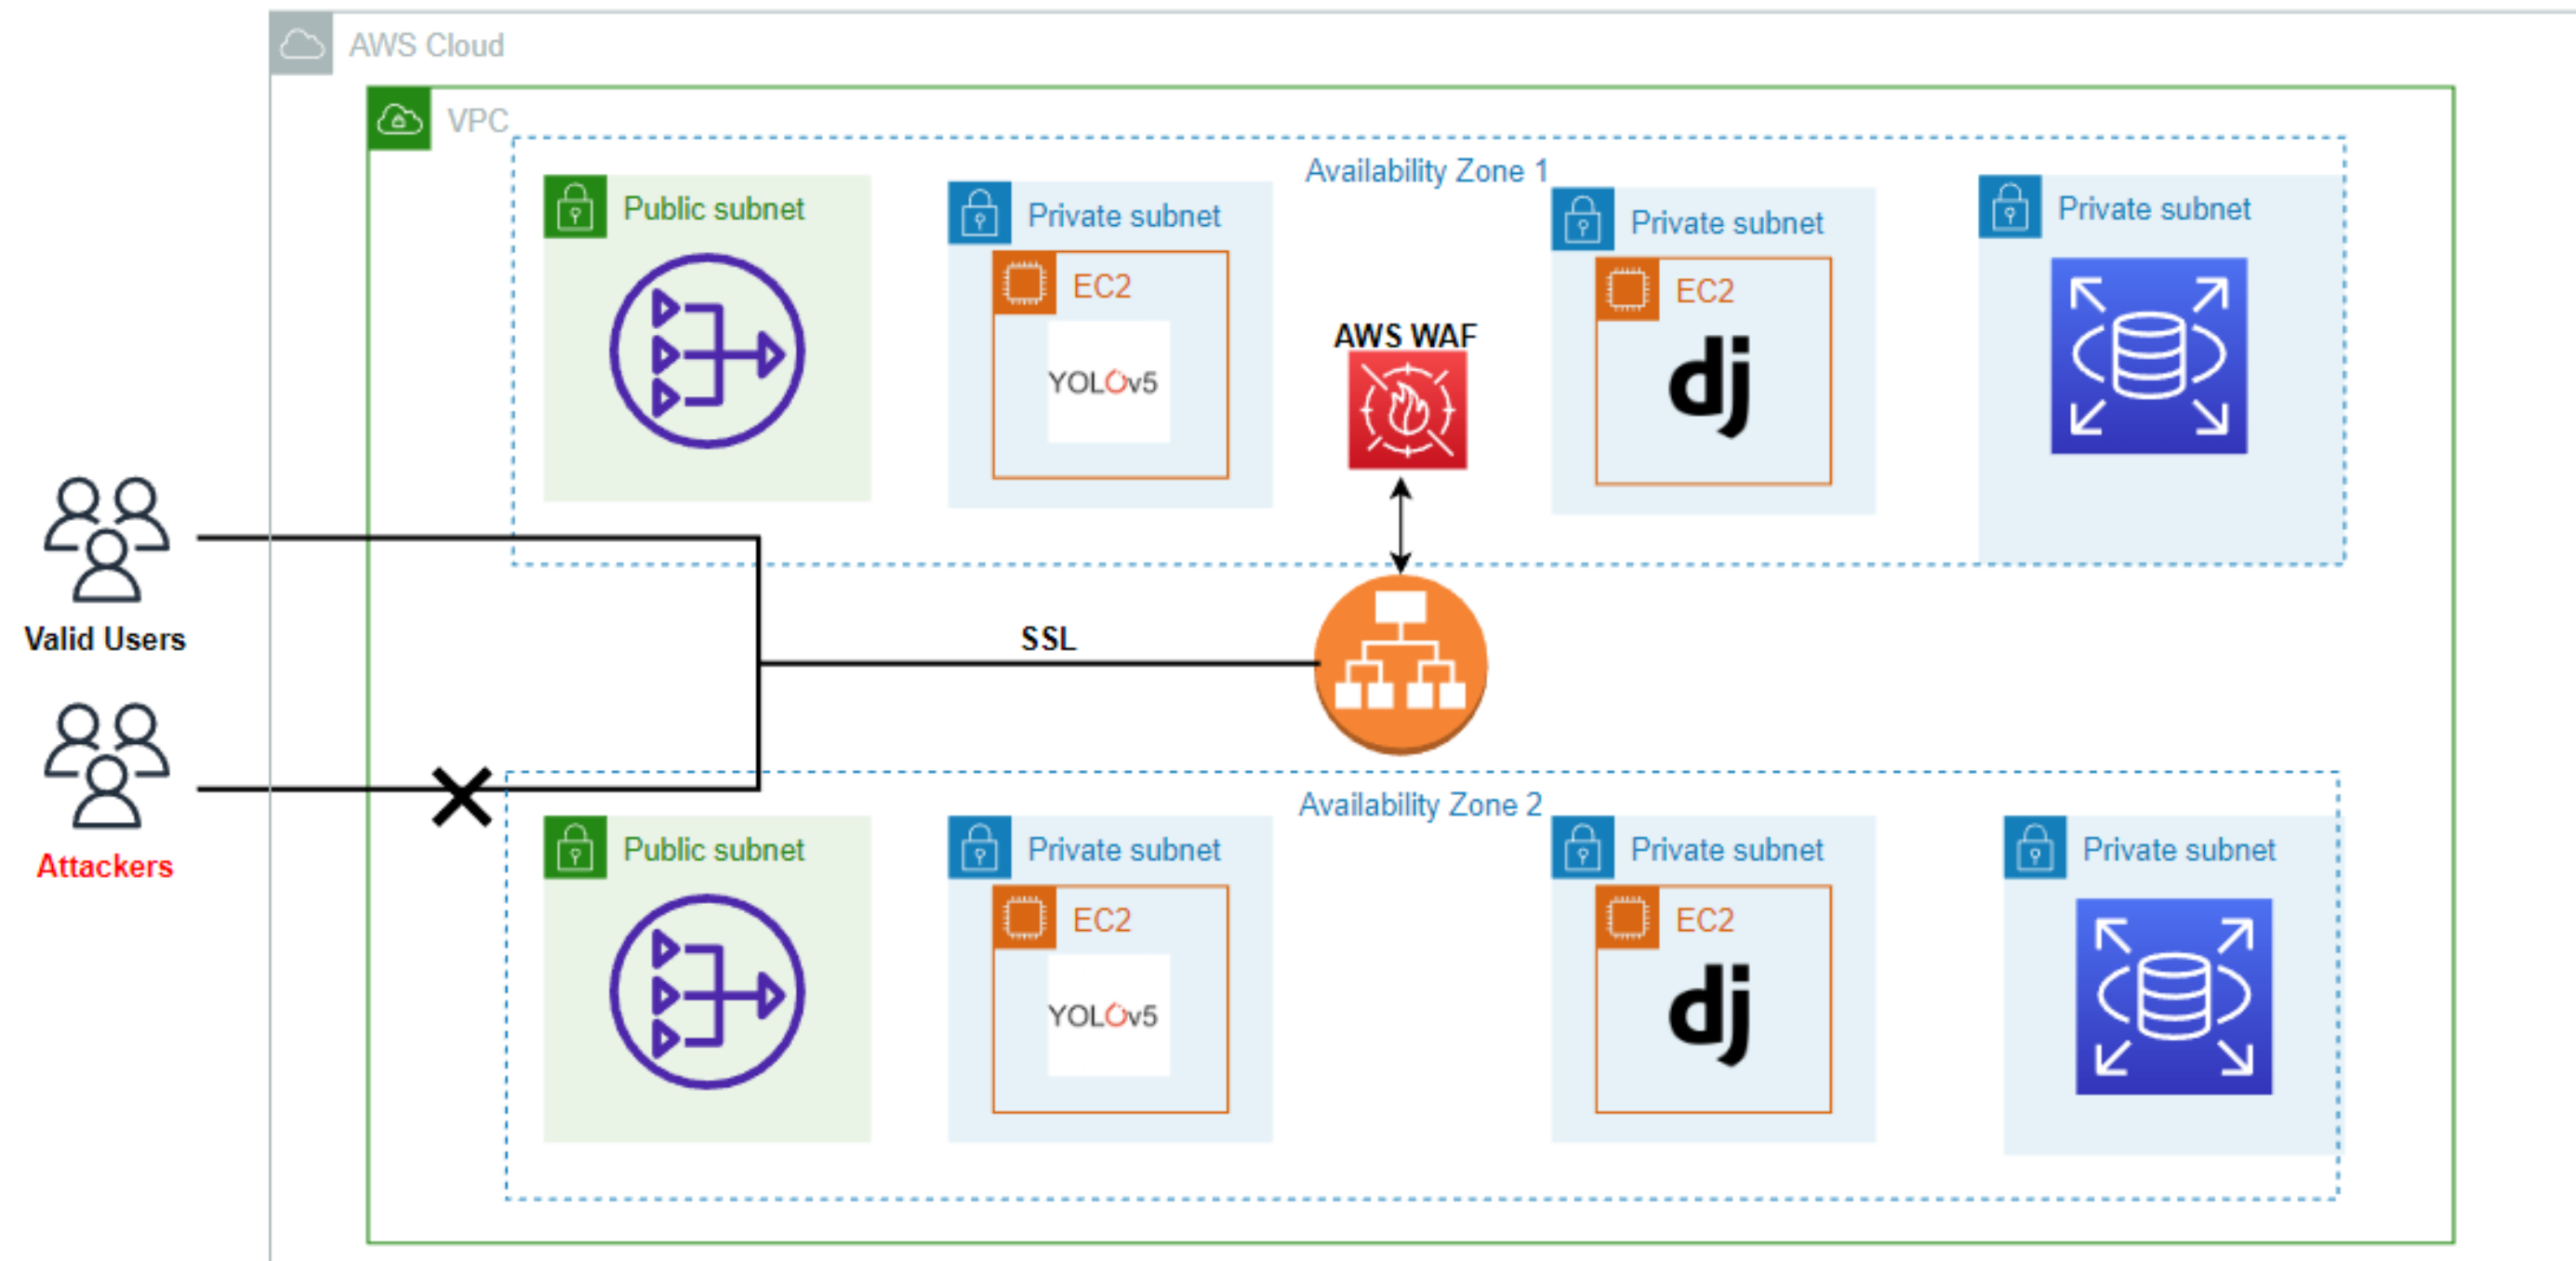 AWS Cloud
VPC
Availability Zone 1
Public subnet
Private subnet
Private subnet
Private subnet
EC2
EC2
AWS WAF
YOLOv5
dj
Valid Users
SSL
Attackers
Availability Zone 2
Public subnet
Private subnet
Private subnet
Private subnet
EC2
EC2
YOLOv5
dj